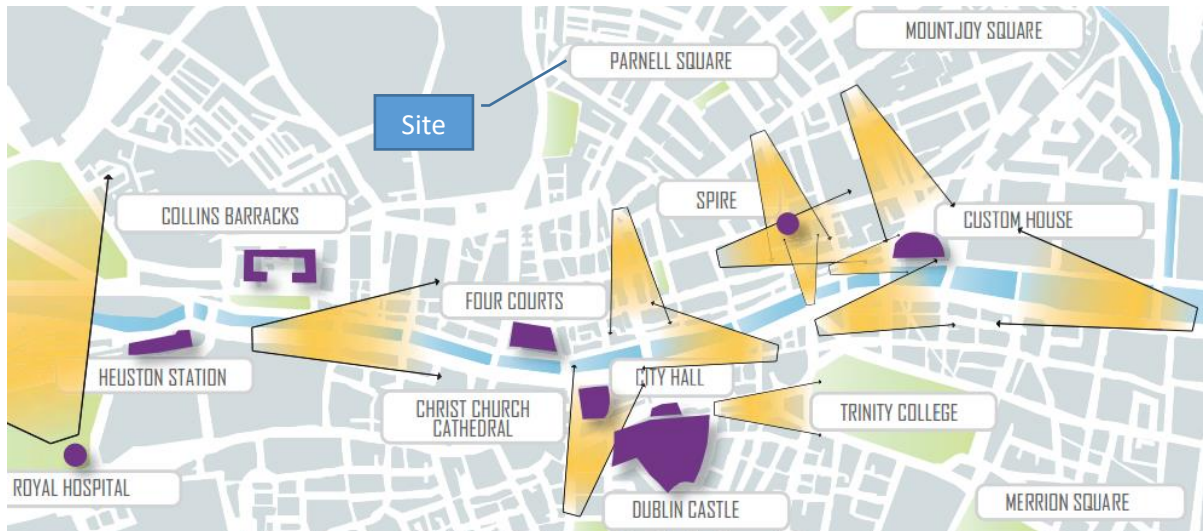 MOUNTJOY SQUARE
PARNELL SQUARE
Site
SPIRE
COLLINS BARRACKS
CUSTOM HOUSE
FOUR COURTS
HEUSTON STATION
CITY HALL
CHRIST CHURCH
CATHEDRAL
TRINITY COLLEGE
ROYAL HOSPITAL
MERRION SQUARE
DUBLIN CASTLE